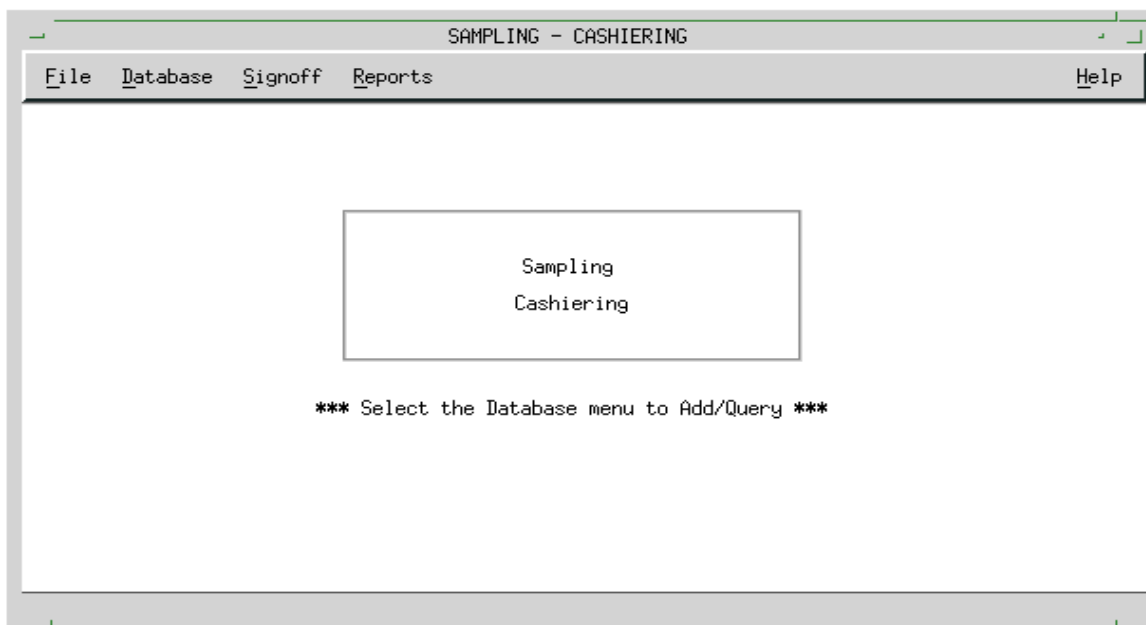 SAMPLING - CASHIERING
File Database Signoff Reports Help
Sampling
Cashiering
*** Select the Database menu to Add/Query ***